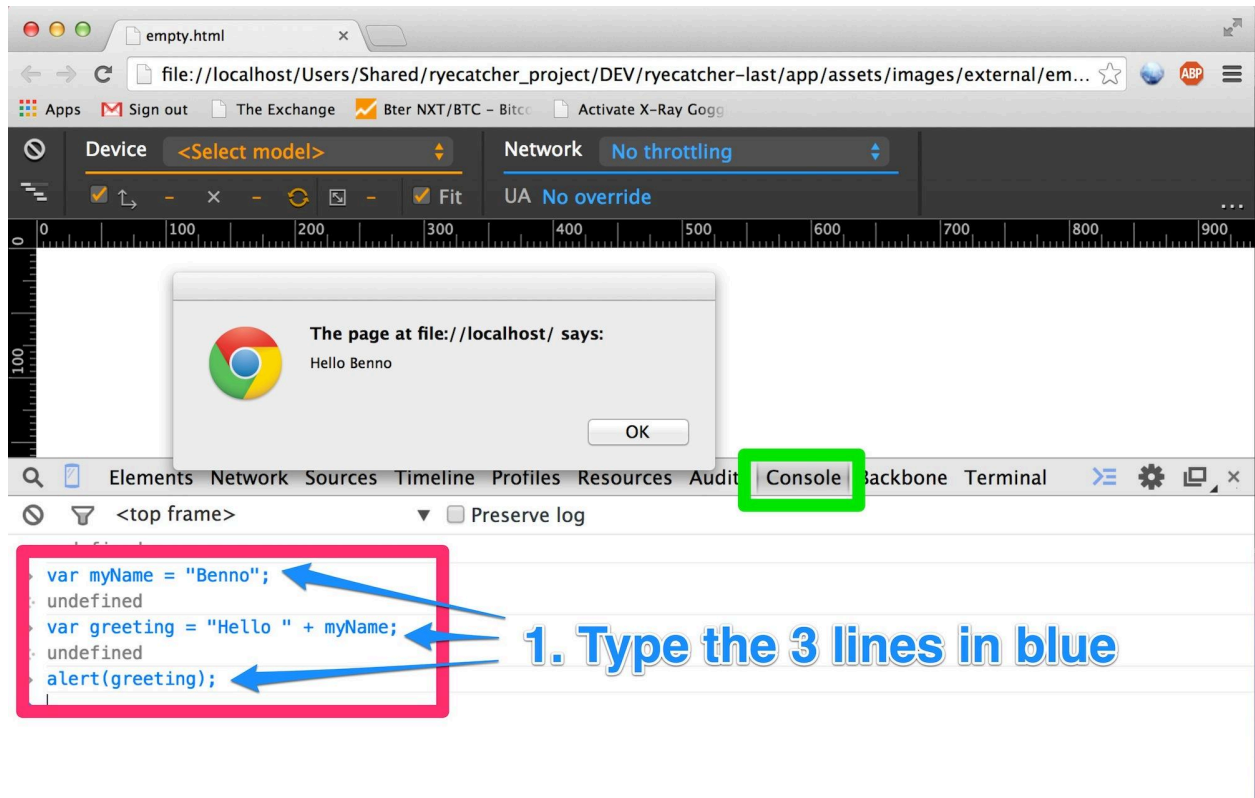 empty.html
file://localhost/Users/Shared/ryecatcher_project/DEV/ryecatcher-last/app/assets/images/external/em...
ABP
Apps Sign out The Exchange Bter NXT/BTC - Bitco Activate X-Ray Gogg
Device <Select model> Network No throttling
Fit UA No override
...
0 100 200 300 400 500 600 700 800 900
0
100
The page at file://localhost/ says:
Hello Benno
OK
Elements Network Sources Timeline Profiles Resources Audit Console Backbone Terminal
<top frame> Preserve log
undefined
var myName = "Benno";
undefined
var greeting = "Hello " + myName;
undefined
alert(greeting);
1. Type the 3 lines in blue